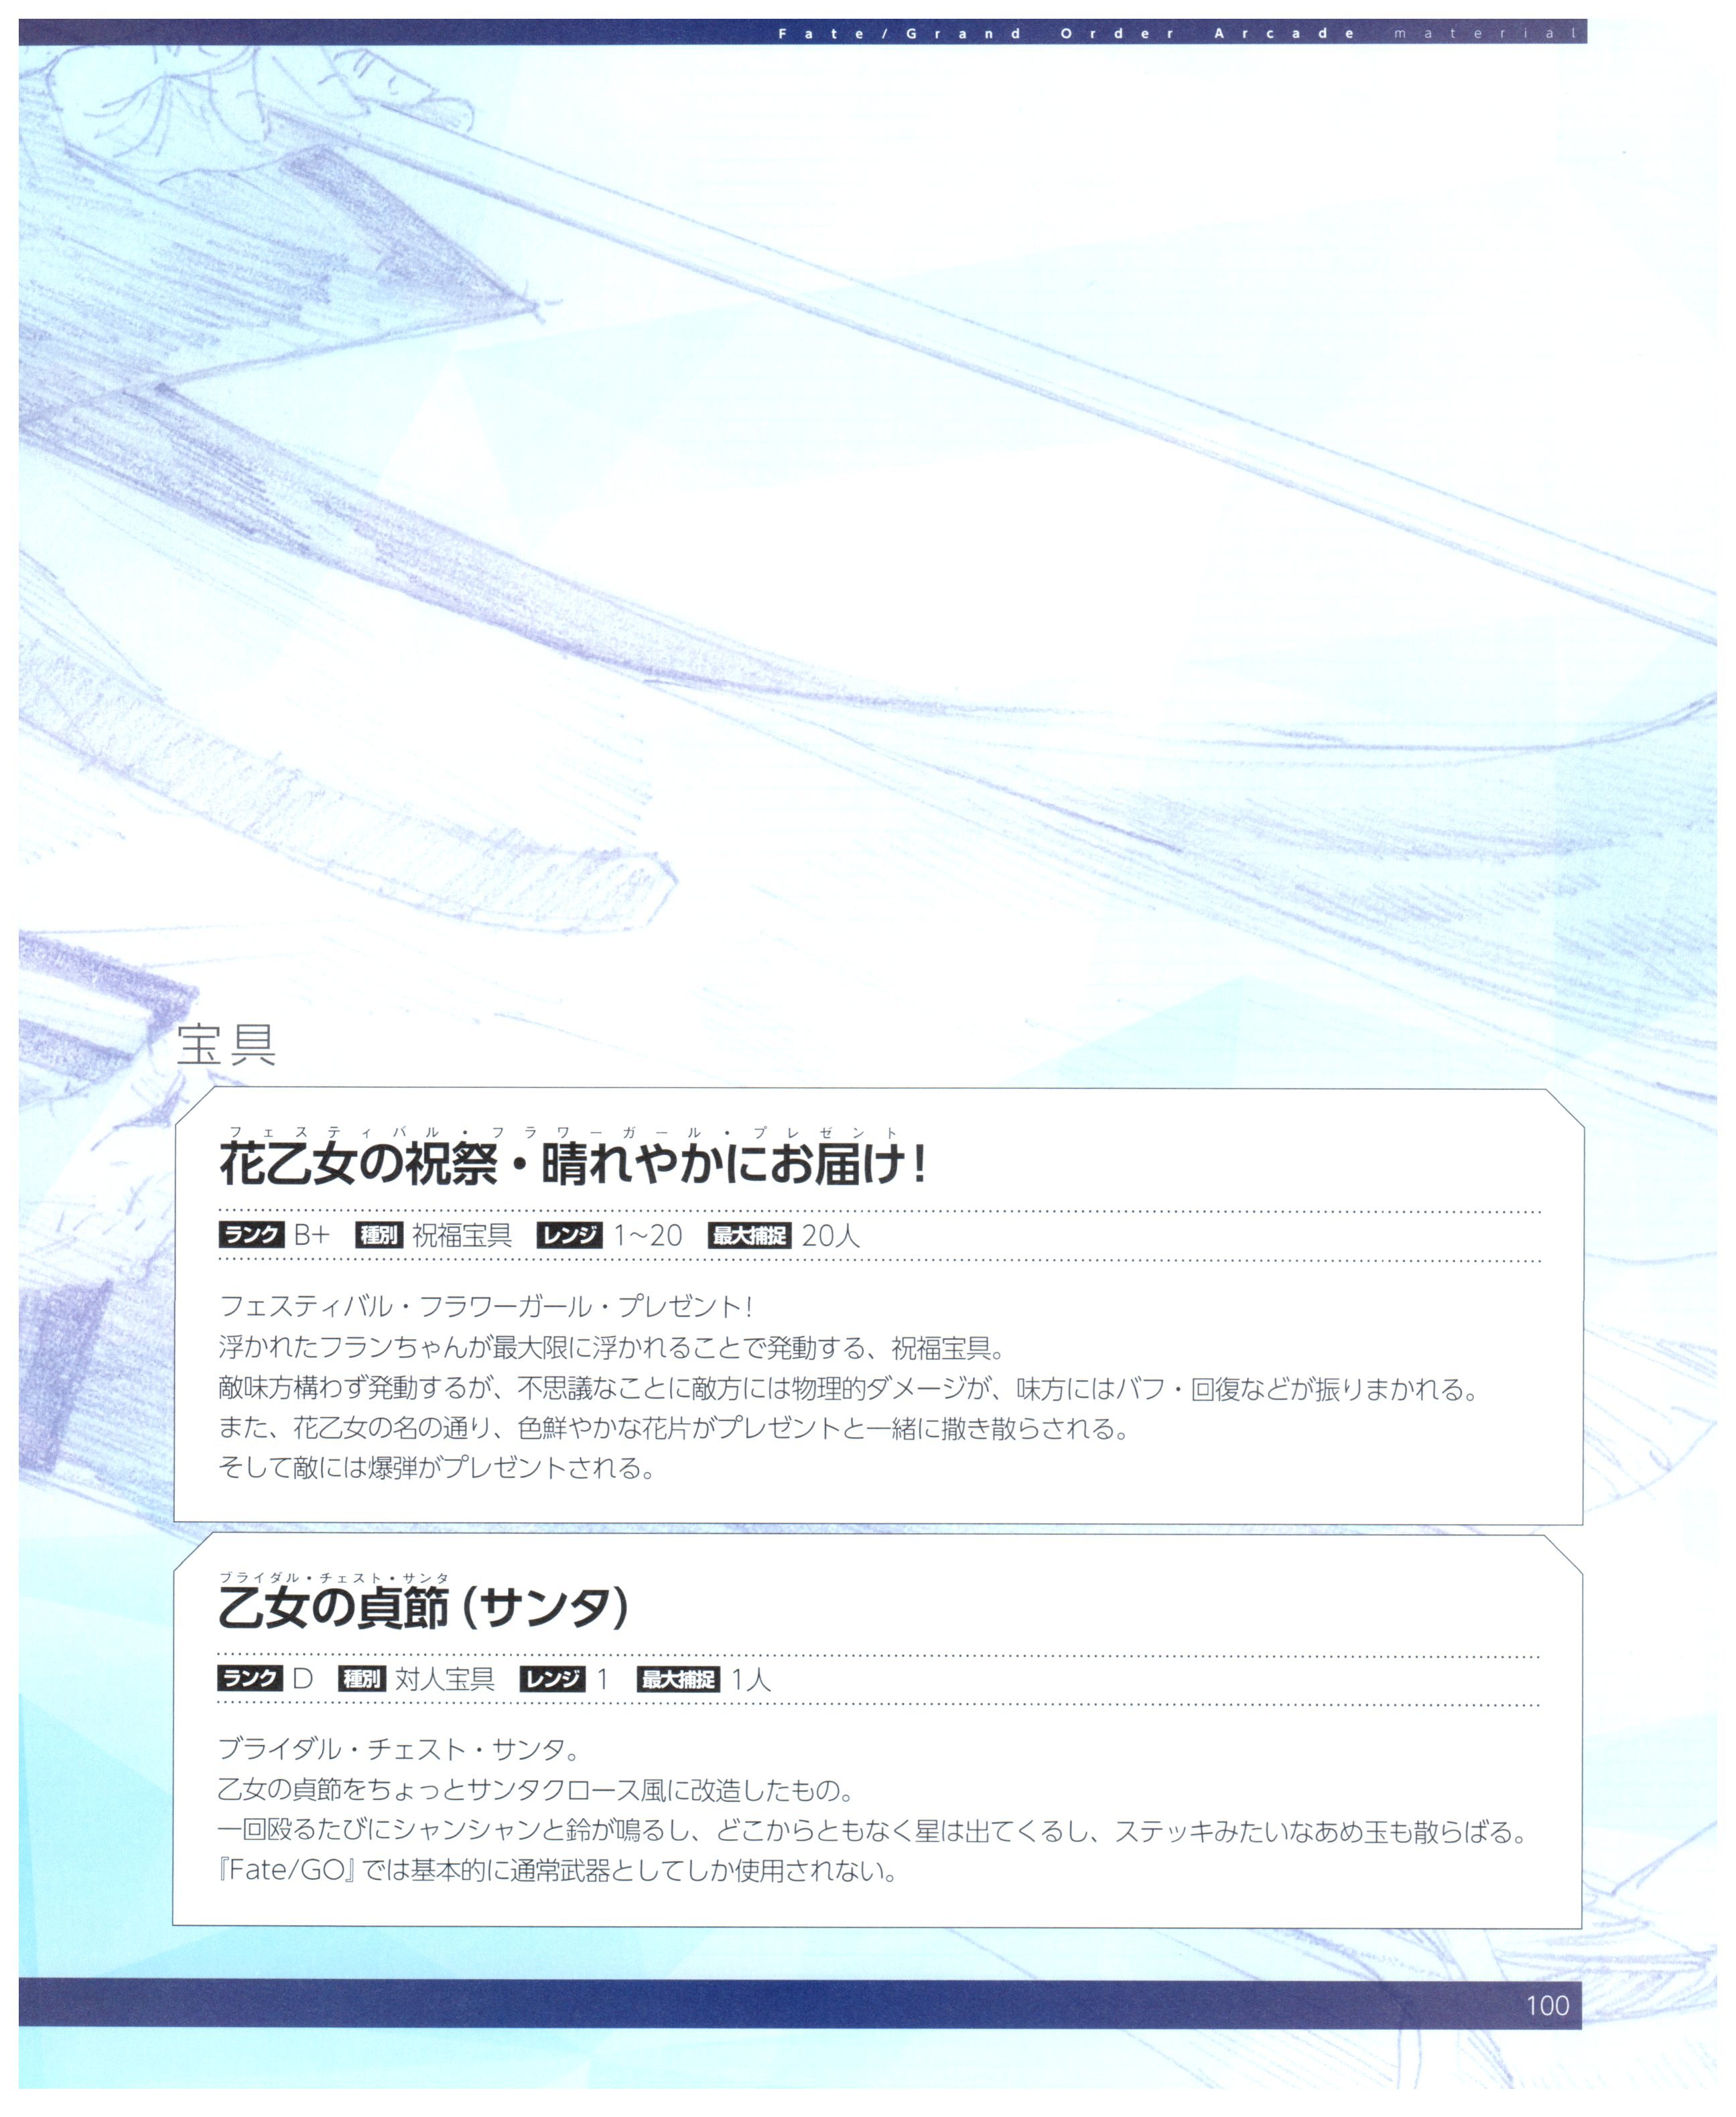 Fate/Grand Order Arcade material
宝具
フェスティバル・フラワーガール・プレゼント
花乙女の祝祭・晴れやかにお届け！
ランク B+ 種別 祝福宝具 レンジ 1~20 最大捕捉 20人
フェスティバル・フラワーガール・プレゼント！
浮かれたフランちゃんが最大限に浮かれることで発動する、祝福宝具。
敵味方構わず発動するが、不思議なことに敵方には物理的ダメージが、味方にはバフ・回復などが振りまかれる。
また、花乙女の名の通り、色鮮やかな花片がプレゼントと一緒に撒き散らされる。
そして敵には爆弾がプレゼントされる。
ブライダル・チェスト・サンタ
乙女の貞節（サンタ）
ランク D 種別 対人宝具 レンジ 1 最大捕捉 1人
ブライダル・チェスト・サンタ。
乙女の貞節をちょっとサンタクロース風に改造したもの。
一回殴るたびにシャンシャンと鈴が鳴るし、どこからともなく星は出てくるし、ステッキみたいなあめ玉も散らばる。
『Fate/GO』では基本的に通常武器としてしか使用されない。
100